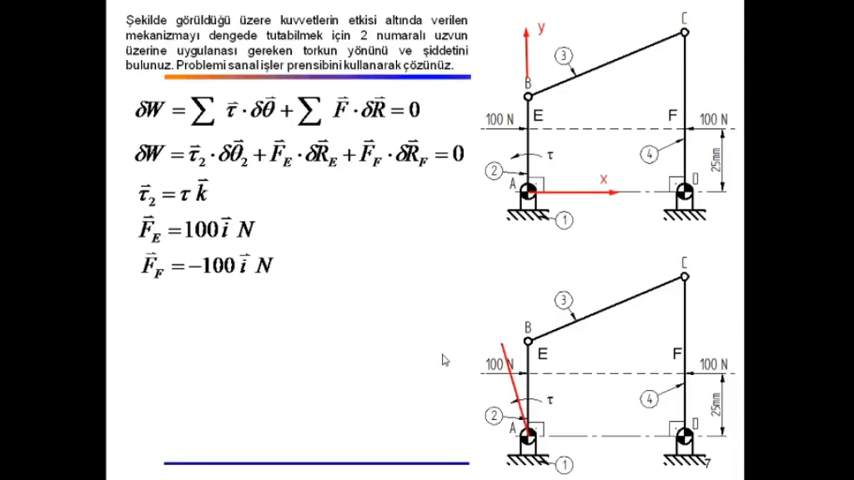 Şekilde görüldüğü üzere kuvvetlerin etkisi altında verilen
mekanizmayı dengede tutabilmek için 2 numaralı uzvun
üzerine uygulanası gereken torkun yönünü ve şiddetini
bulunuz. Problemi sanal işler prensibini kullanarak çözünüz.
δW = ∑ τ⃗ · δθ⃗ + ∑ F⃗ · δR⃗ = 0
δW = τ⃗₂ · δθ⃗₂ + F⃗_E · δR⃗_E + F⃗_F · δR⃗_F = 0
τ⃗₂ = τ k⃗
F⃗_E = 100 i⃗ N
F⃗_F = −100 i⃗ N
C
y
3
B
100 N E F 100 N
τ 4
2 25mm
A x D
1
C
3
B
E F
100 N 100 N
τ 4
2 25mm
A D
1
7